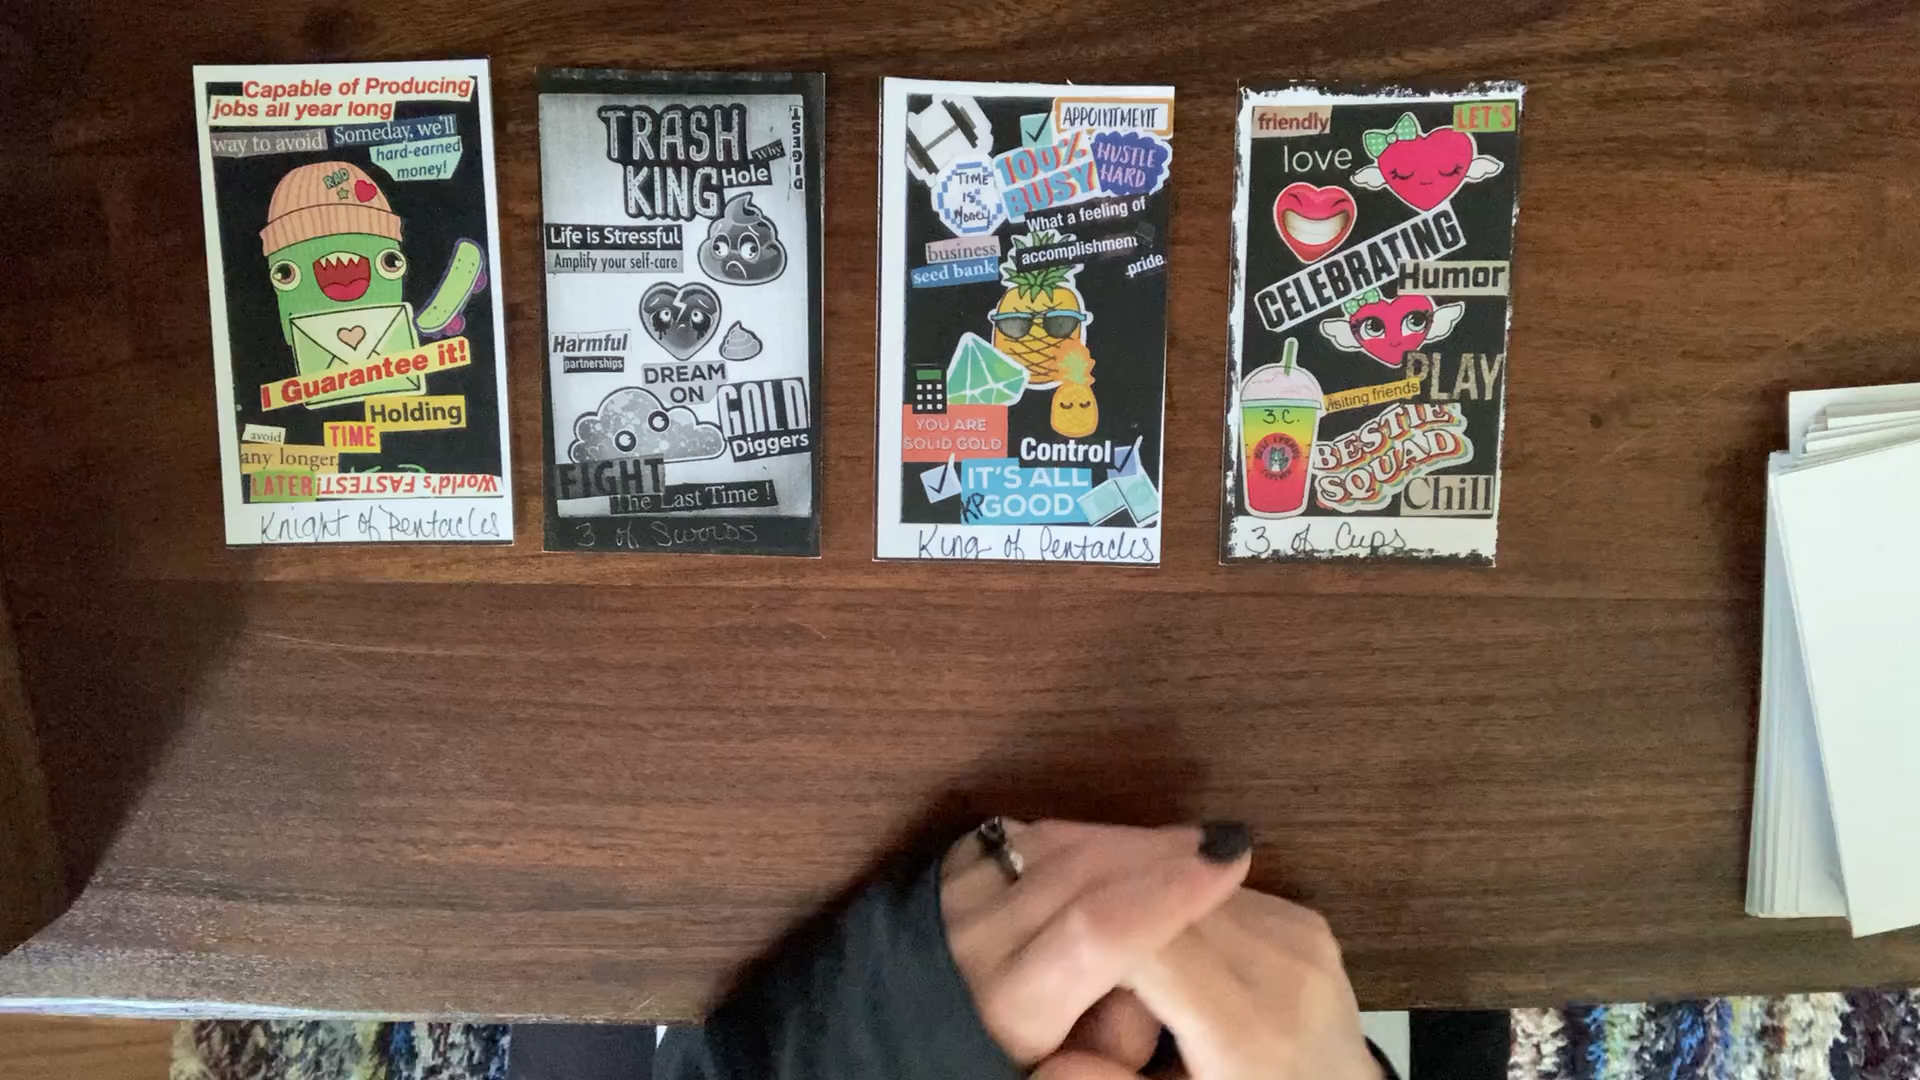 Capable of Producing
jobs all year long
way to avoid
Someday, we'll
hard-earned
money!
RAD
I Guarantee it!
Holding
avoid
TIME
any longer.
LATER!
World's FASTEST!
Knight of Pentacles
TRASH
KING
Why
Hole
DIGEST
Life is Stressful
Amplify your self-care
Harmful
partnerships
DREAM
ON
GOLD
Diggers
FIGHT
The Last Time !
3 of Swords
APPOINTMENT
100%
BUSY
HUSTLE
HARD
TIME
IS
Money
What a feeling of
accomplishment
pride
business
seed bank
YOU ARE
SOLID GOLD
Control
IT'S ALL
GOOD
KP
King of Pentacles
friendly
LET'S
love
CELEBRATING
Humor
PLAY
visiting friends
3.C.
BESTIE
SQUAD
Chill
3 of Cups